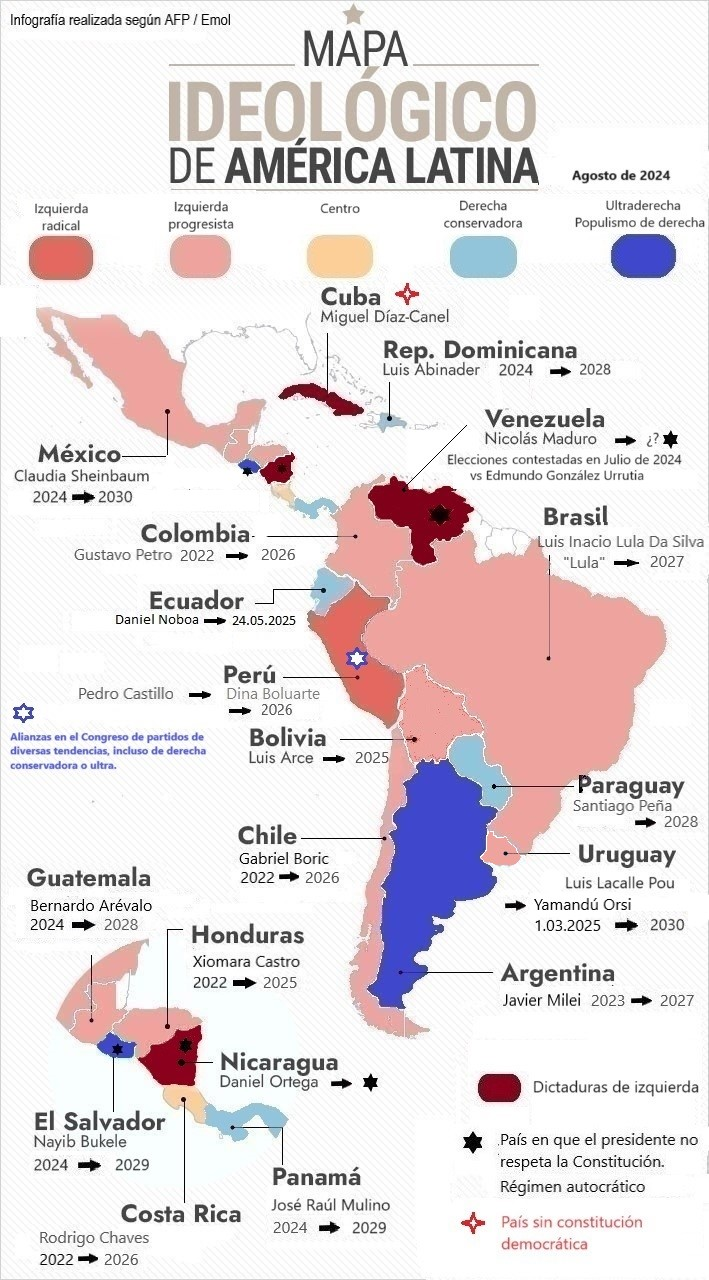 Infografía realizada según AFP / Emol
MAPA
IDEOLÓGICO
DE AMÉRICA LATINA
Agosto de 2024
Izquierda
radical
Izquierda
progresista
Centro
Derecha
conservadora
Ultraderecha
Populismo de derecha
Cuba
Miguel Díaz-Canel
Rep. Dominicana
Luis Abinader 2024 2028
Venezuela
Nicolás Maduro ¿?
Elecciones contestadas en Julio de 2024
vs Edmundo González Urrutia
México
Claudia Sheinbaum
2024 2030
Brasil
Luis Inacio Lula Da Silva
"Lula" 2027
Colombia
Gustavo Petro 2022 2026
Ecuador
Daniel Noboa 24.05.2025
Perú
Pedro Castillo Dina Boluarte
2026
Alianzas en el Congreso de partidos de
diversas tendencias, incluso de derecha
conservadora o ultra.
Bolivia
Luis Arce 2025
Paraguay
Santiago Peña
2028
Chile
Gabriel Boric
2022 2026
Uruguay
Luis Lacalle Pou
Yamandú Orsi
1.03.2025 2030
Guatemala
Bernardo Arévalo
2024 2028
Honduras
Xiomara Castro
2022 2025
Argentina
Javier Milei 2023 2027
Nicaragua
Daniel Ortega
El Salvador
Nayib Bukele
2024 2029
Panamá
José Raúl Mulino
2024 2029
Costa Rica
Rodrigo Chaves
2022 2026
Dictaduras de izquierda
País en que el presidente no
respeta la Constitución.
Régimen autocrático
País sin constitución
democrática